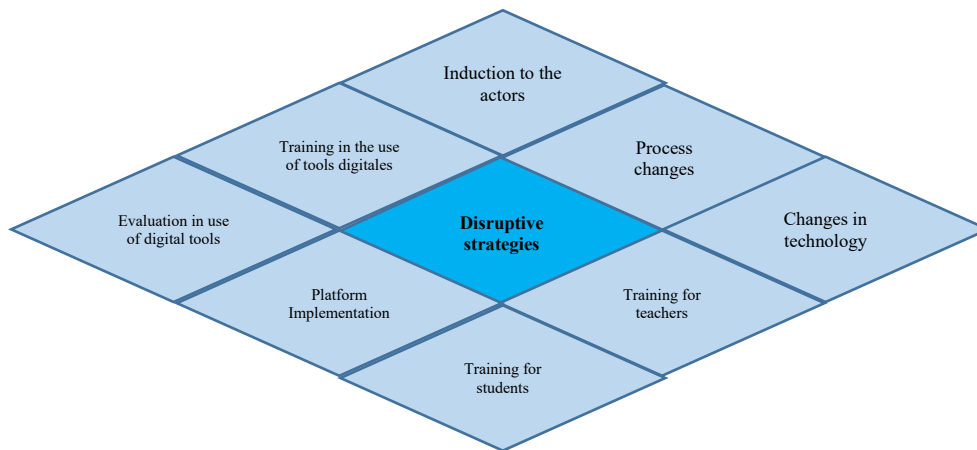 Induction to the
actors
Training in the use
of tools digitales
Process
changes
Evaluation in use
of digital tools
Disruptive
strategies
Changes in
technology
Platform
Implementation
Training for
teachers
Training for
students